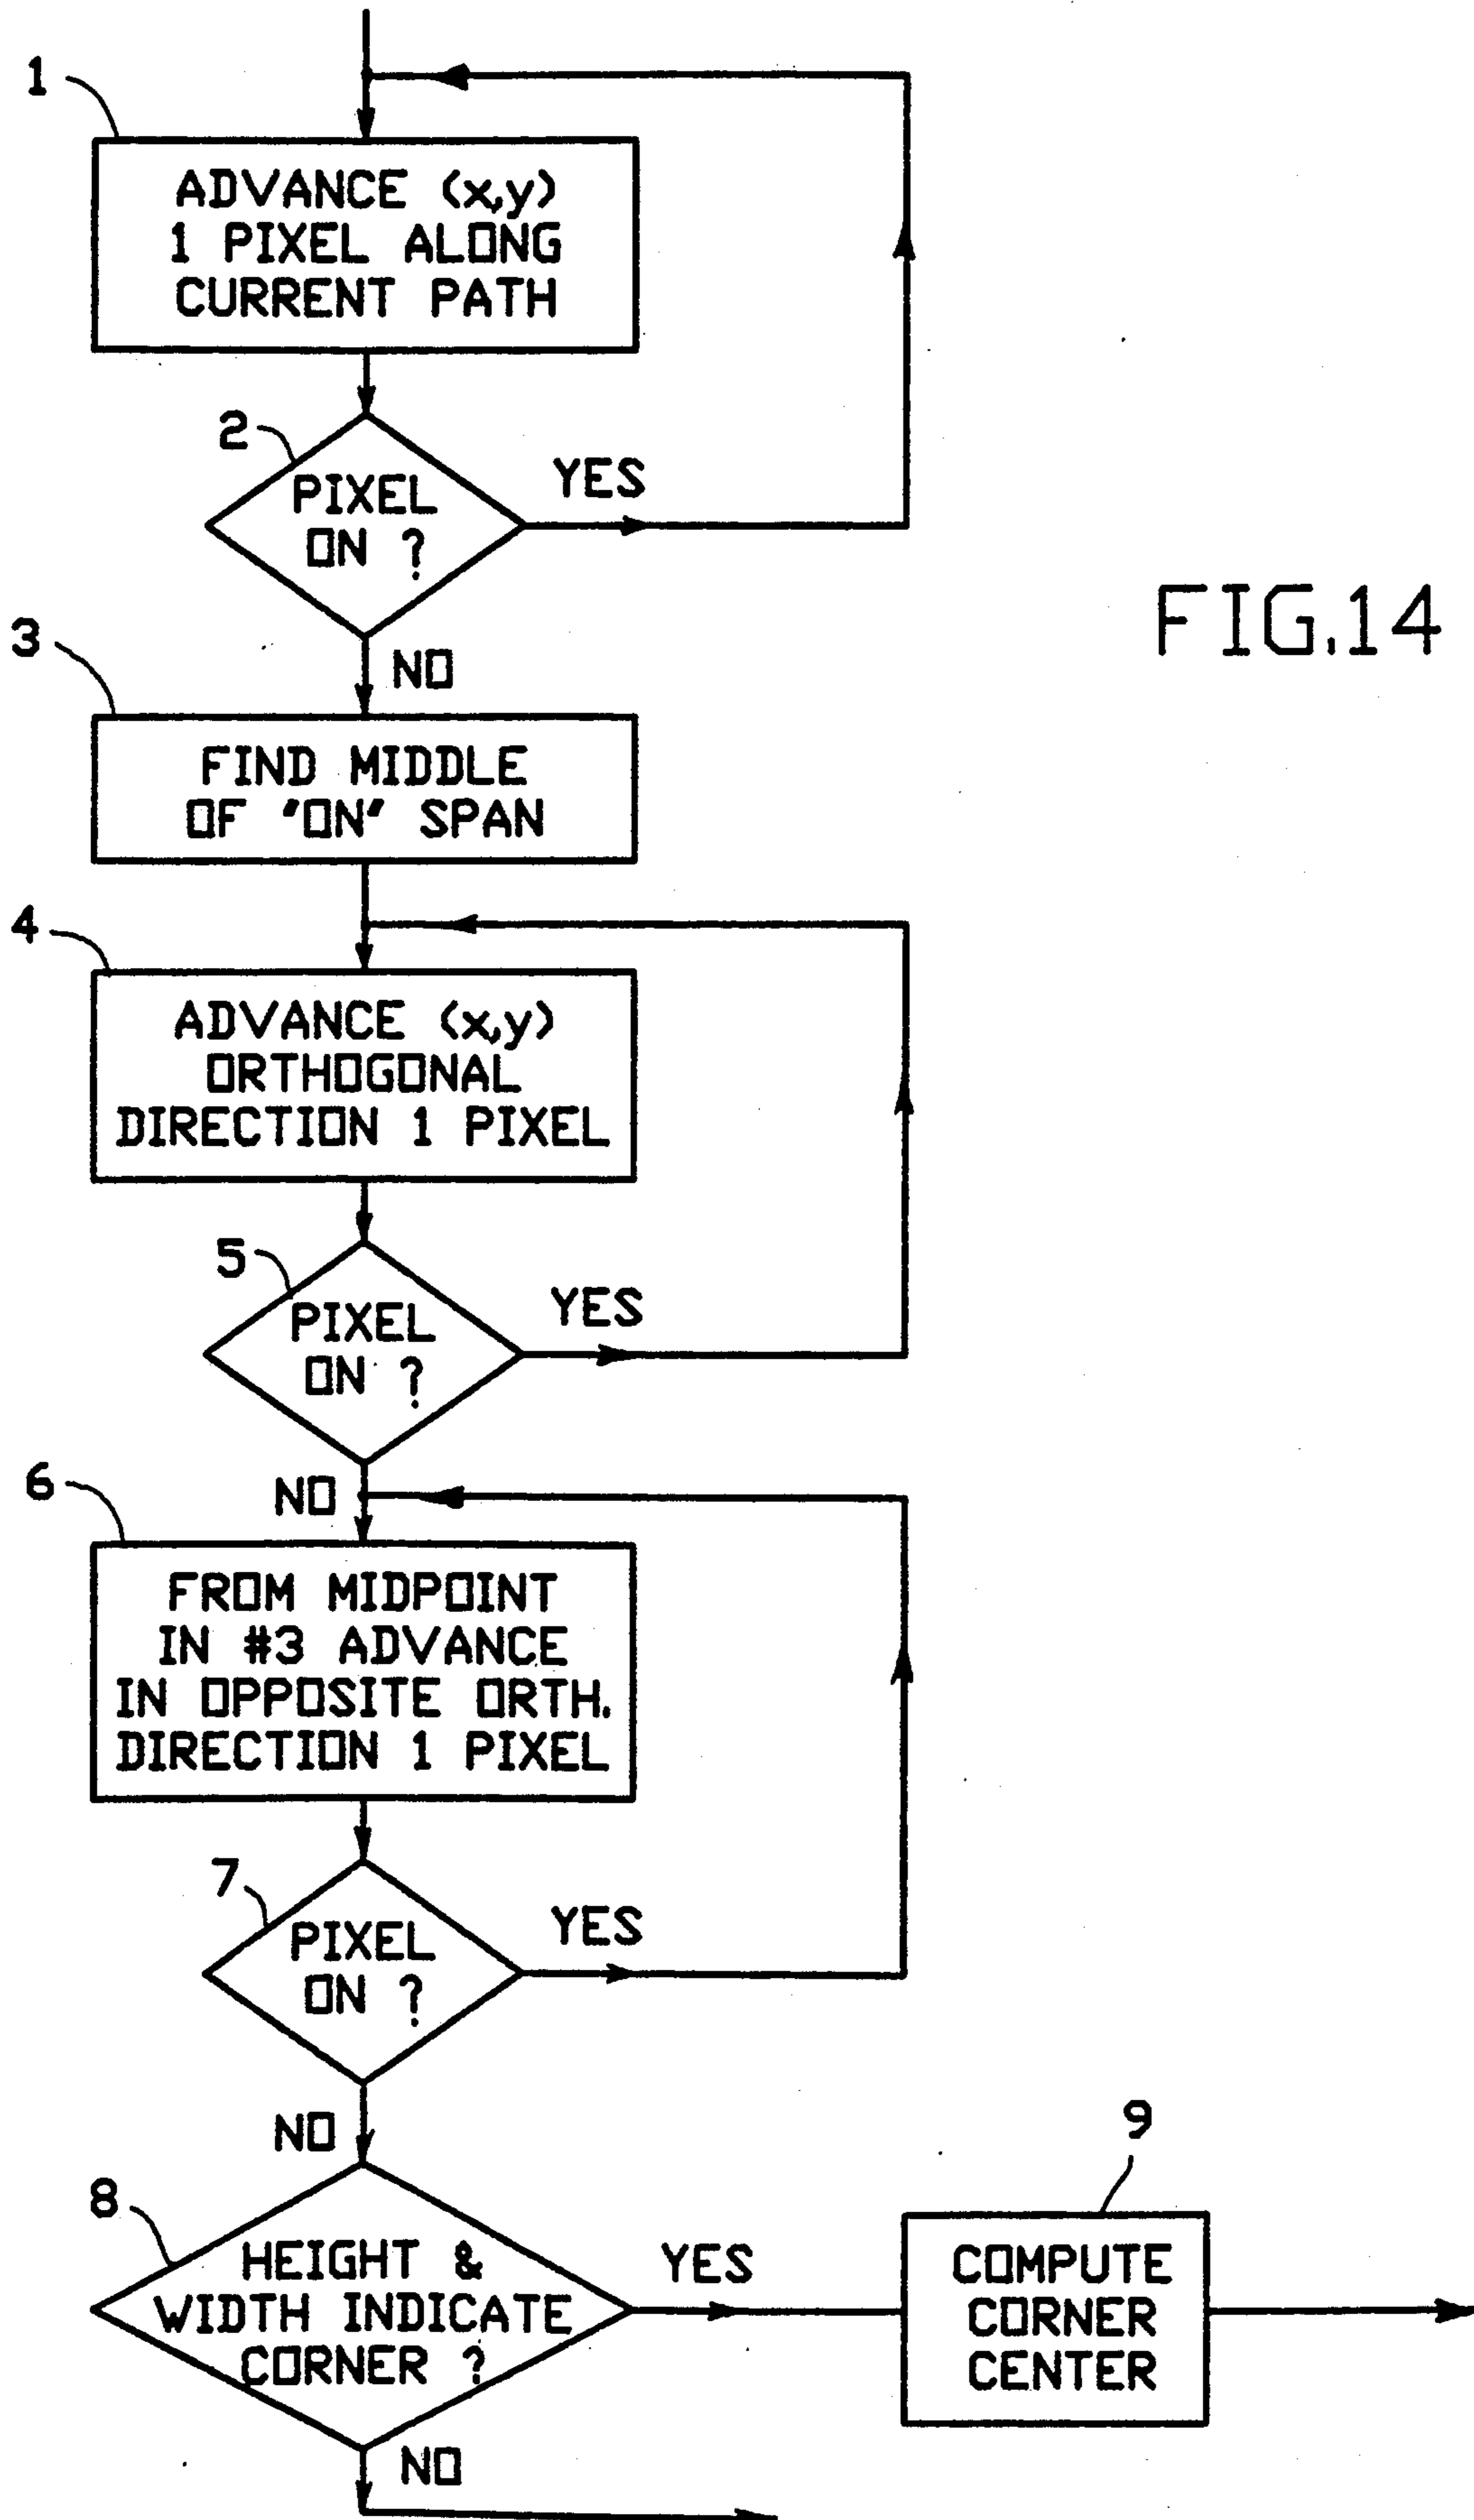 1
ADVANCE (x,y)
1 PIXEL ALONG
CURRENT PATH
2
PIXEL
ON ?
YES
FIG.14
3
NO
FIND MIDDLE
OF "ON" SPAN
4
ADVANCE (x,y)
ORTHOGONAL
DIRECTION 1 PIXEL
5
PIXEL
ON ?
YES
6
NO
FROM MIDPOINT
IN #3 ADVANCE
IN OPPOSITE ORTH.
DIRECTION 1 PIXEL
7
PIXEL
ON ?
YES
NO
8
HEIGHT &
WIDTH INDICATE
CORNER ?
YES
9
COMPUTE
CORNER
CENTER
NO